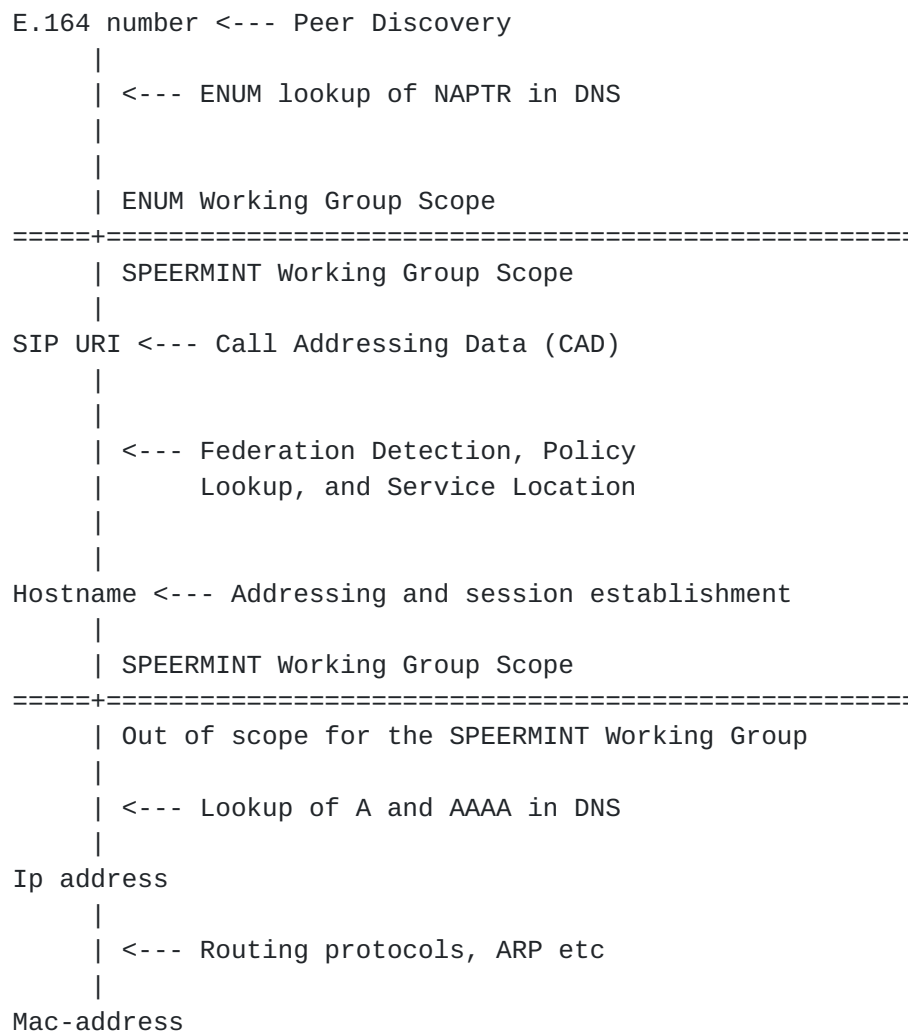 E.164 number <--- Peer Discovery
|
| <--- ENUM lookup of NAPTR in DNS
|
|
| ENUM Working Group Scope
=====+====================================================
| SPEERMINT Working Group Scope
|
SIP URI <--- Call Addressing Data (CAD)
|
|
| <--- Federation Detection, Policy
| Lookup, and Service Location
|
|
Hostname <--- Addressing and session establishment
|
| SPEERMINT Working Group Scope
=====+====================================================
| Out of scope for the SPEERMINT Working Group
|
| <--- Lookup of A and AAAA in DNS
|
Ip address
|
| <--- Routing protocols, ARP etc
|
Mac-address